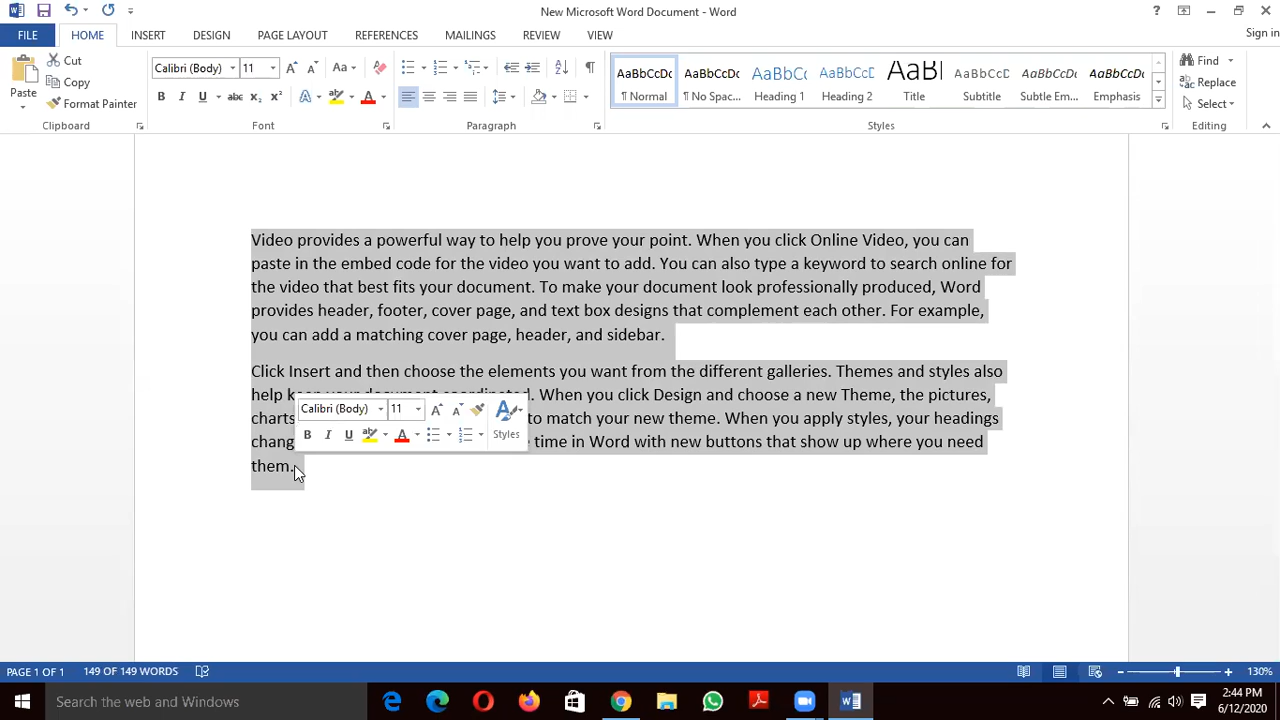 New Microsoft Word Document - Word
?
FILE HOME INSERT DESIGN PAGE LAYOUT REFERENCES MAILINGS REVIEW VIEW Sign in
Paste
Cut
Copy
Format Painter
Clipboard
Calibri (Body) 11
Font
Paragraph
AaBbCcDc AaBbCcDc AaBbCc AaBbCcC AaBl AaBbCcD AaBbCcDc AaBbCcDc
¶ Normal ¶ No Spac... Heading 1 Heading 2 Title Subtitle Subtle Em... Emphasis
Styles
Find
Replace
Select
Editing
Video provides a powerful way to help you prove your point. When you click Online Video, you can
paste in the embed code for the video you want to add. You can also type a keyword to search online for
the video that best fits your document. To make your document look professionally produced, Word
provides header, footer, cover page, and text box designs that complement each other. For example,
you can add a matching cover page, header, and sidebar.
Click Insert and then choose the elements you want from the different galleries. Themes and styles also
help keep your document coordinated. When you click Design and choose a new Theme, the pictures,
charts to match your new theme. When you apply styles, your headings
chang time in Word with new buttons that show up where you need
them.
Calibri (Body) 11
B I U A Styles
PAGE 1 OF 1 149 OF 149 WORDS 130%
Search the web and Windows
2:44 PM
6/12/2020